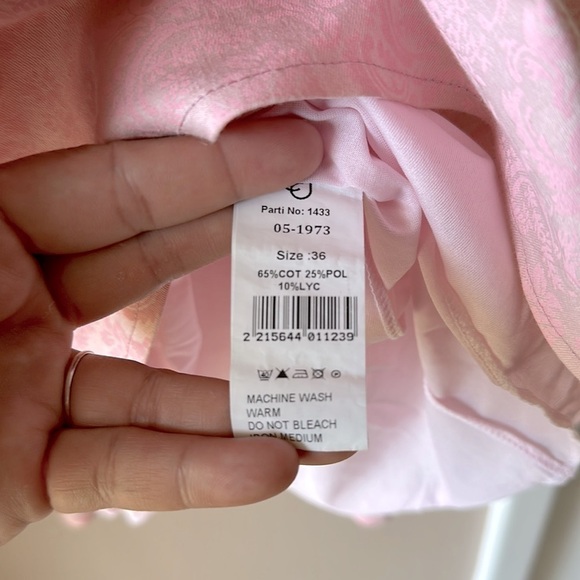 Parti No: 1433
05-1973
Size :36
65%COT 25%POL
10%LYC
2 215644 011239
MACHINE WASH
WARM
DO NOT BLEACH
IRON MEDIUM